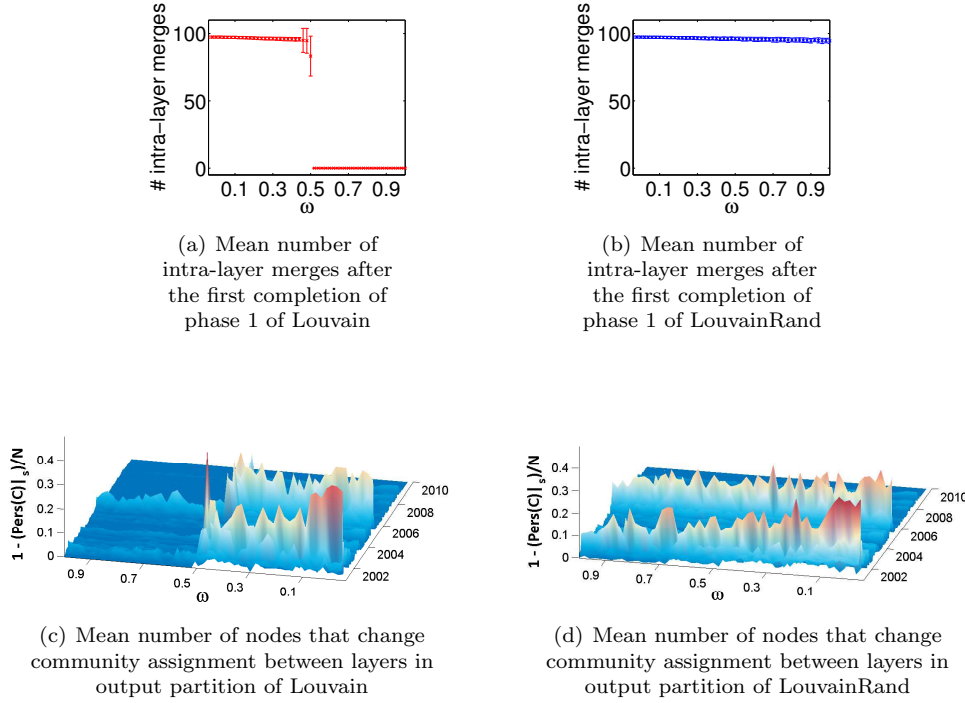 # intra-layer merges
100
50
0
0.1 0.3 0.5 0.7 0.9
ω
(a) Mean number of
intra-layer merges after
the first completion of
phase 1 of Louvain
# intra-layer merges
100
50
0
0.1 0.3 0.5 0.7 0.9
ω
(b) Mean number of
intra-layer merges after
the first completion of
phase 1 of LouvainRand
1 - (Pers(C)|s)/N
0.4
0.3
0.2
0.1
0
0.9 0.7 0.5 0.3 0.1
ω
2002 2004 2006 2008 2010
(c) Mean number of nodes that change
community assignment between layers in
output partition of Louvain
1 - (Pers(C)|s)/N
0.4
0.3
0.2
0.1
0
0.9 0.7 0.5 0.3 0.1
ω
2002 2004 2006 2008 2010
(d) Mean number of nodes that change
community assignment between layers in
output partition of LouvainRand